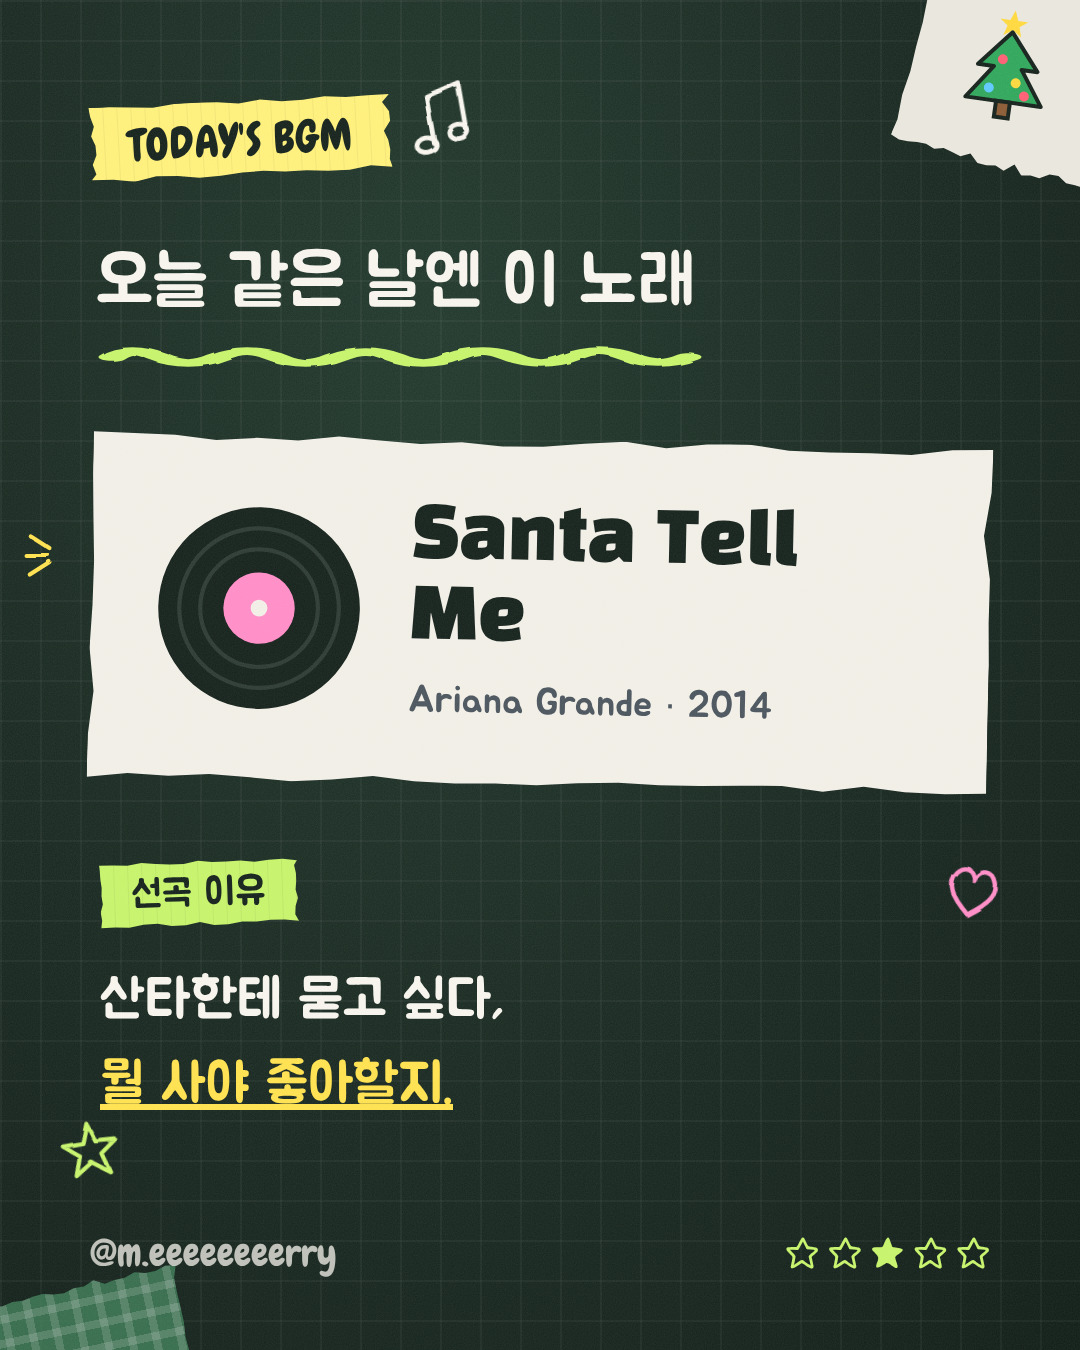 TODAY'S BGM
오늘 같은 날엔 이 노래
Santa Tell
Me
Ariana Grande · 2014
선곡 이유
산타한테 묻고 싶다,
뭘 사야 좋아할지.
@m.eeeeeeeerry